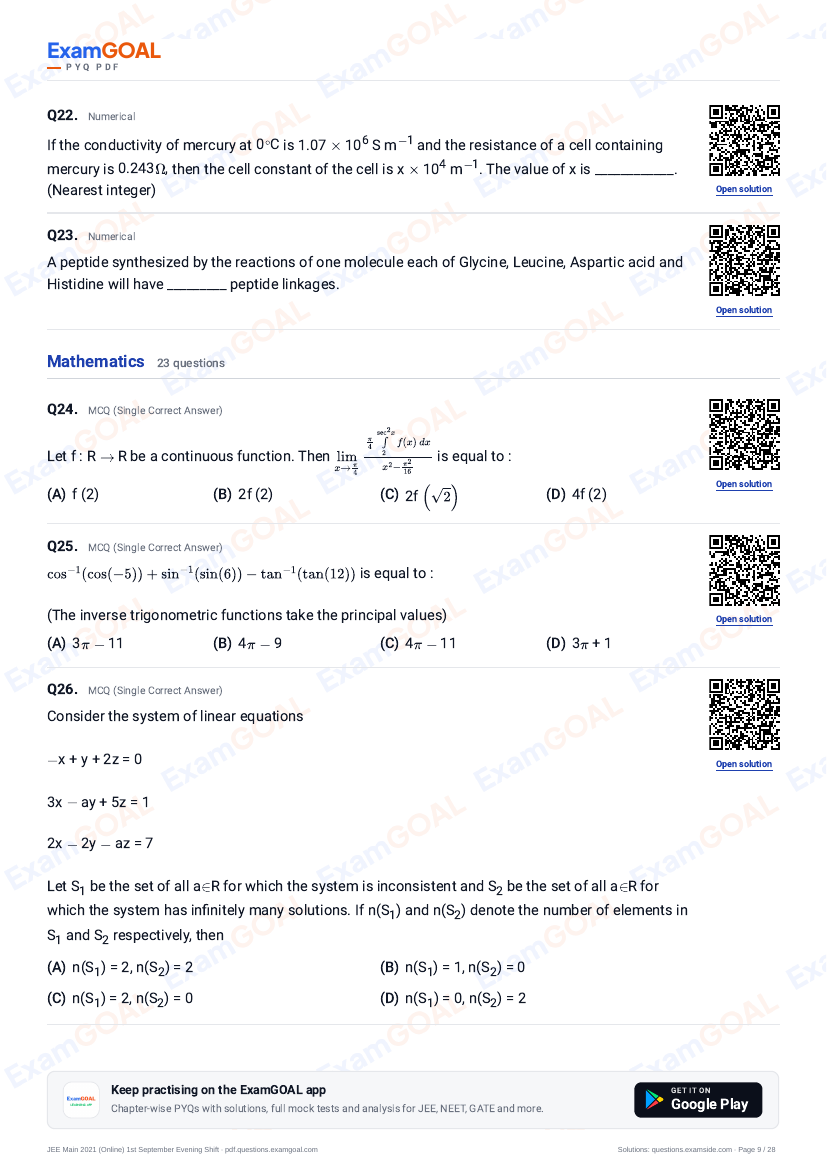 ExamGOAL
PYQ PDF
Q22. Numerical
If the conductivity of mercury at 0°C is 1.07 × 10⁶ S m⁻¹ and the resistance of a cell containing
mercury is 0.243Ω, then the cell constant of the cell is x × 10⁴ m⁻¹. The value of x is ___________.
(Nearest integer)
Open solution
Q23. Numerical
A peptide synthesized by the reactions of one molecule each of Glycine, Leucine, Aspartic acid and
Histidine will have ________ peptide linkages.
Open solution
Mathematics 23 questions
Q24. MCQ (Single Correct Answer)
Let f : R → R be a continuous function. Then $\lim_{x \to \frac{\pi}{4}} \frac{\frac{\pi}{4} \int_{2}^{\sec^2 x} f(x)\,dx}{x^2 - \frac{\pi^2}{16}}$ is equal to :
(A) f (2) (B) 2f (2) (C) 2f (√2) (D) 4f (2)
Open solution
Q25. MCQ (Single Correct Answer)
cos⁻¹(cos(−5)) + sin⁻¹(sin(6)) − tan⁻¹(tan(12)) is equal to :
(The inverse trigonometric functions take the principal values)
(A) 3π − 11 (B) 4π − 9 (C) 4π − 11 (D) 3π + 1
Open solution
Q26. MCQ (Single Correct Answer)
Consider the system of linear equations
−x + y + 2z = 0
3x − ay + 5z = 1
2x − 2y − az = 7
Let S₁ be the set of all a∈R for which the system is inconsistent and S₂ be the set of all a∈R for
which the system has infinitely many solutions. If n(S₁) and n(S₂) denote the number of elements in
S₁ and S₂ respectively, then
(A) n(S₁) = 2, n(S₂) = 2 (B) n(S₁) = 1, n(S₂) = 0
(C) n(S₁) = 2, n(S₂) = 0 (D) n(S₁) = 0, n(S₂) = 2
Open solution
ExamGOAL
Keep practising on the ExamGOAL app
Chapter-wise PYQs with solutions, full mock tests and analysis for JEE, NEET, GATE and more.
GET IT ON
Google Play
JEE Main 2021 (Online) 1st September Evening Shift · pdf.questions.examgoal.com
Solutions: questions.examside.com · Page 9 / 28